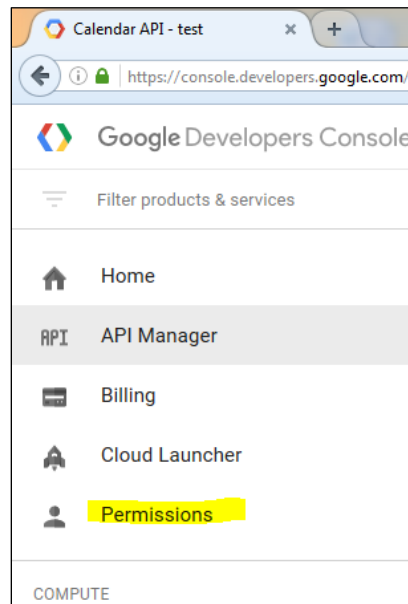 Calendar API - test
https://console.developers.google.com/
Google Developers Console
Filter products & services
Home
API API Manager
Billing
Cloud Launcher
Permissions
COMPUTE